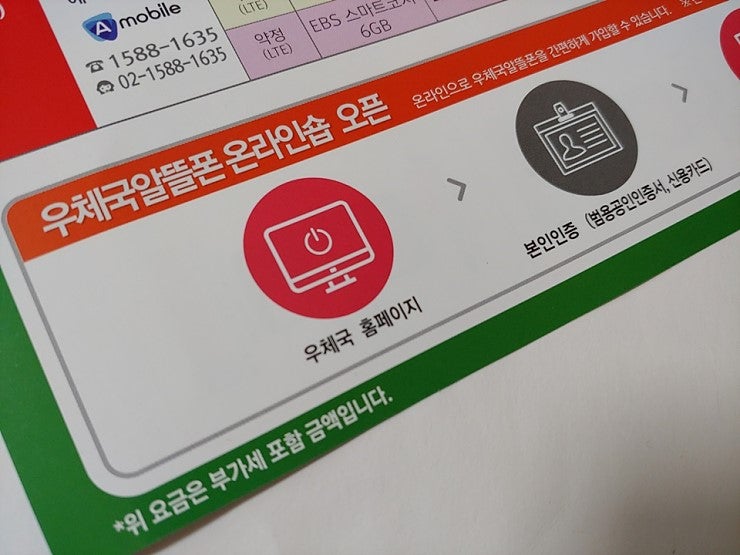 A mobile
1588-1635
02-1588-1635
(LTE)
약정
(LTE)
EBS 스마트코치
6GB
우체국알뜰폰 온라인숍 오픈
온라인으로 우체국알뜰폰을 간편하게 가입할 수 있습니다.
우체국 홈페이지
>
본인인증 (범용공인인증서, 신용카드)
>
*위 요금은 부가세 포함 금액입니다.